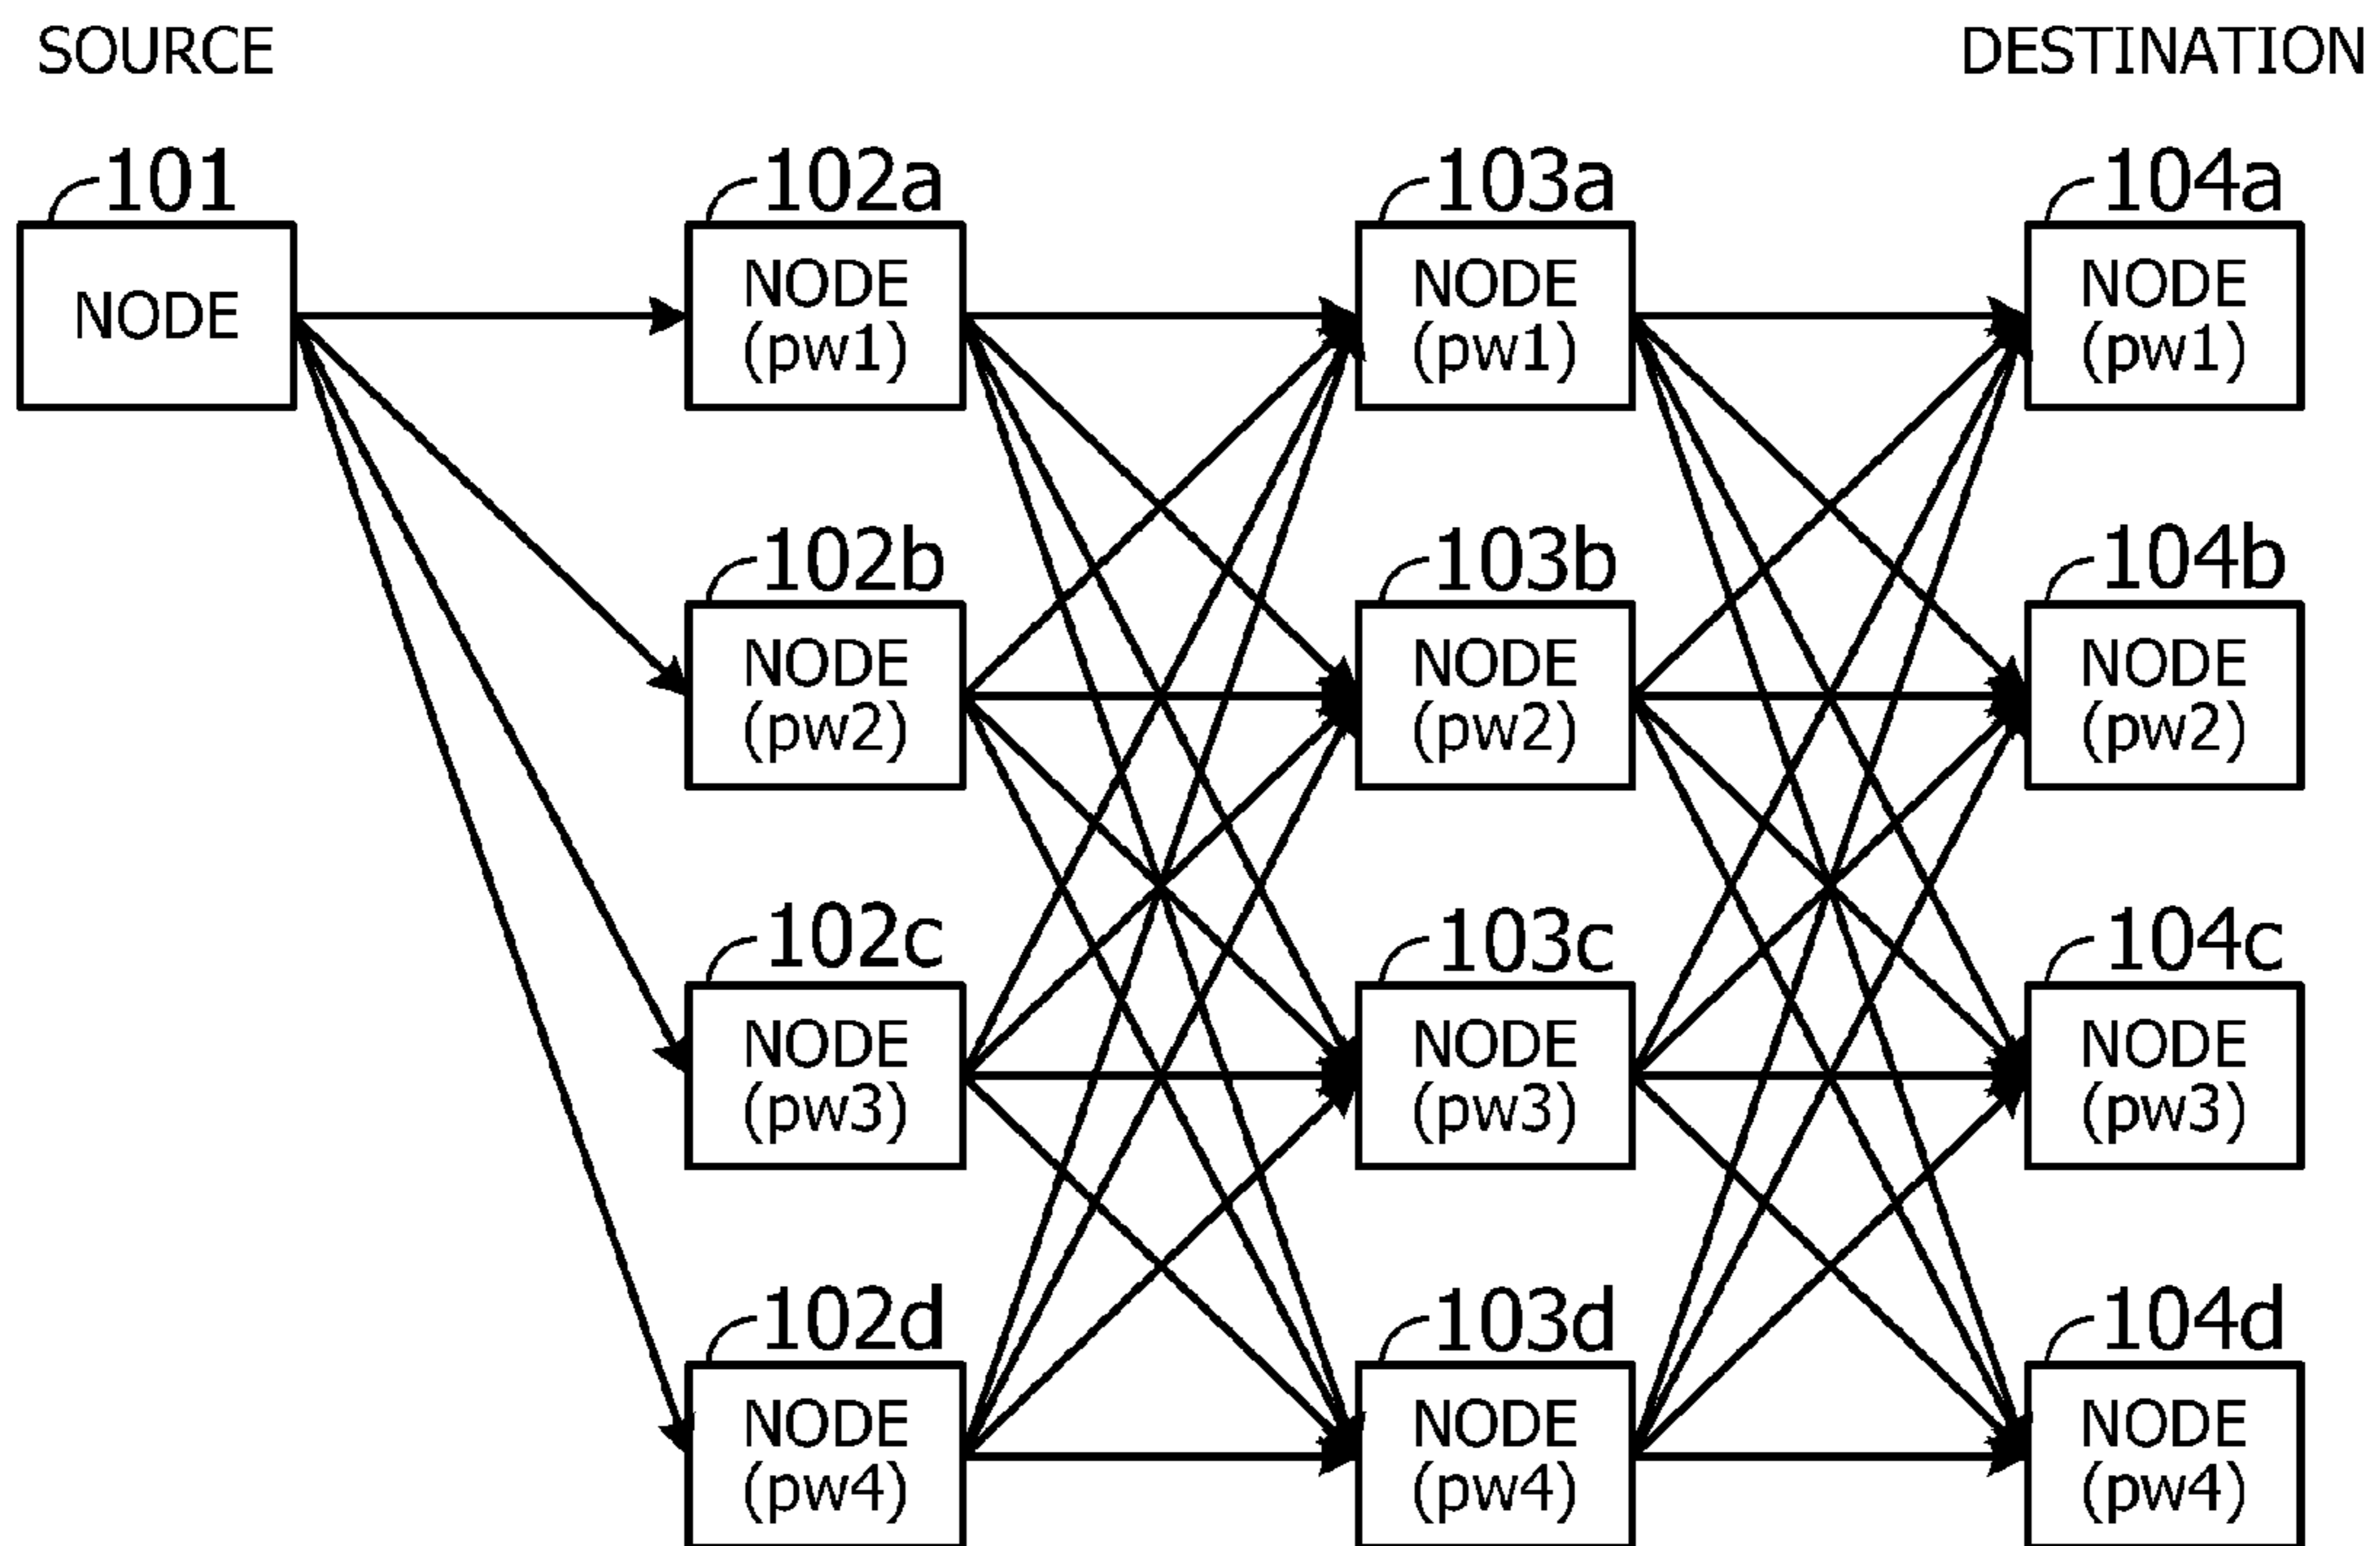 SOURCE DESTINATION
101 102a 103a 104a
NODE
NODE
(pw1)
NODE
(pw1)
NODE
(pw1)
102b 103b 104b
NODE
(pw2)
NODE
(pw2)
NODE
(pw2)
102c 103c 104c
NODE
(pw3)
NODE
(pw3)
NODE
(pw3)
102d 103d 104d
NODE
(pw4)
NODE
(pw4)
NODE
(pw4)